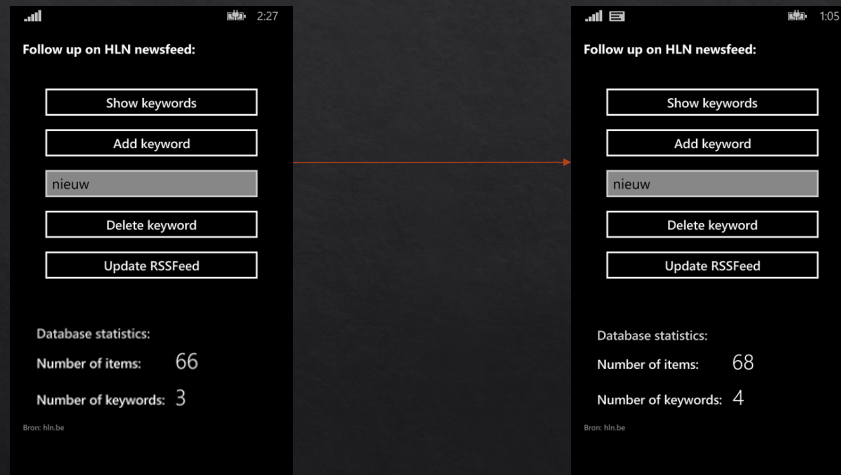 2:27
Follow up on HLN newsfeed:
Show keywords
Add keyword
nieuw
Delete keyword
Update RSSFeed
Database statistics:
Number of items: 66
Number of keywords: 3
Bron: hln.be
1:05
Follow up on HLN newsfeed:
Show keywords
Add keyword
nieuw
Delete keyword
Update RSSFeed
Database statistics:
Number of items: 68
Number of keywords: 4
Bron: hln.be